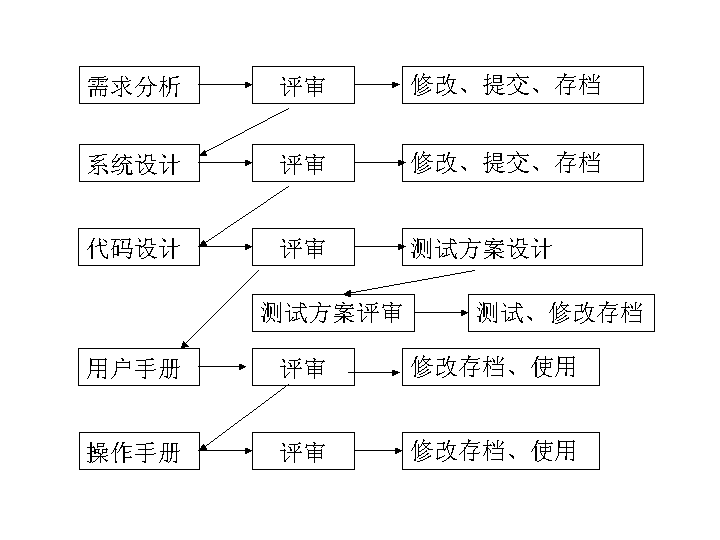 需求分析
评审
修改、提交、存档
系统设计
评审
修改、提交、存档
代码设计
评审
测试方案设计
测试方案评审
测试、修改存档
用户手册
评审
修改存档、使用
操作手册
评审
修改存档、使用